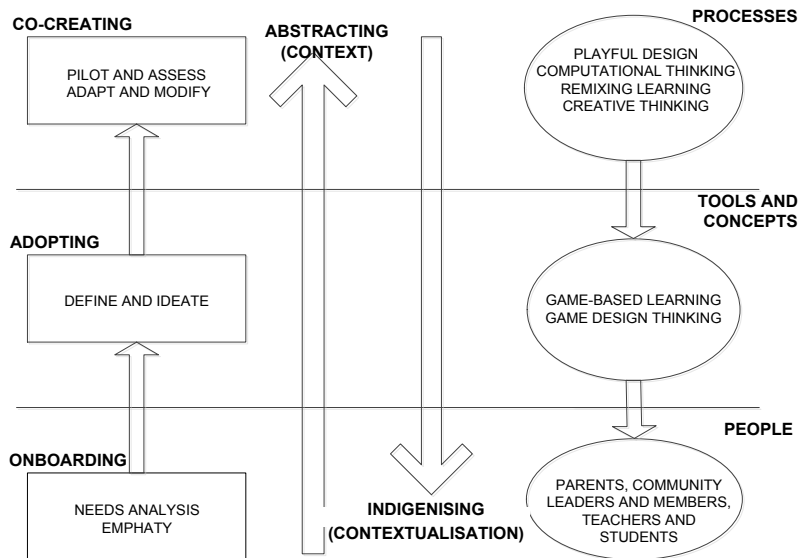 CO-CREATING
PILOT AND ASSESS
ADAPT AND MODIFY
ABSTRACTING
(CONTEXT)
PROCESSES
PLAYFUL DESIGN
COMPUTATIONAL THINKING
REMIXING LEARNING
CREATIVE THINKING
ADOPTING
DEFINE AND IDEATE
TOOLS AND
CONCEPTS
GAME-BASED LEARNING
GAME DESIGN THINKING
ONBOARDING
NEEDS ANALYSIS
EMPHATY
INDIGENISING
(CONTEXTUALISATION)
PEOPLE
PARENTS, COMMUNITY
LEADERS AND MEMBERS,
TEACHERS AND
STUDENTS